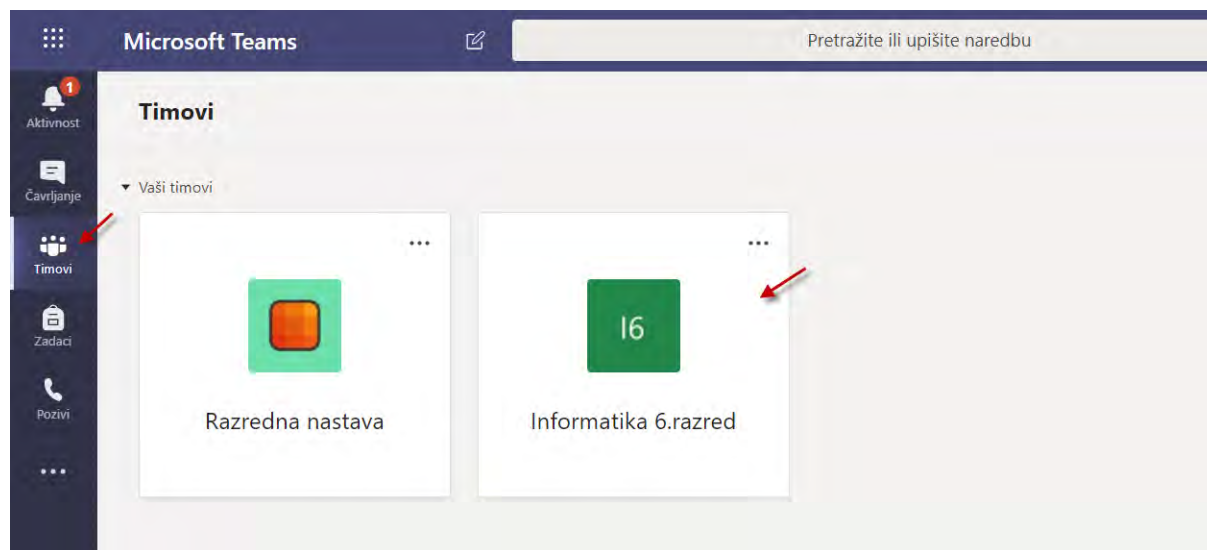 Microsoft Teams
Pretražite ili upišite naredbu
1
Aktivnost
Čavrljanje
Timovi
Zadaci
Pozivi
Timovi
Vaši timovi
Razredna nastava
I6
Informatika 6.razred